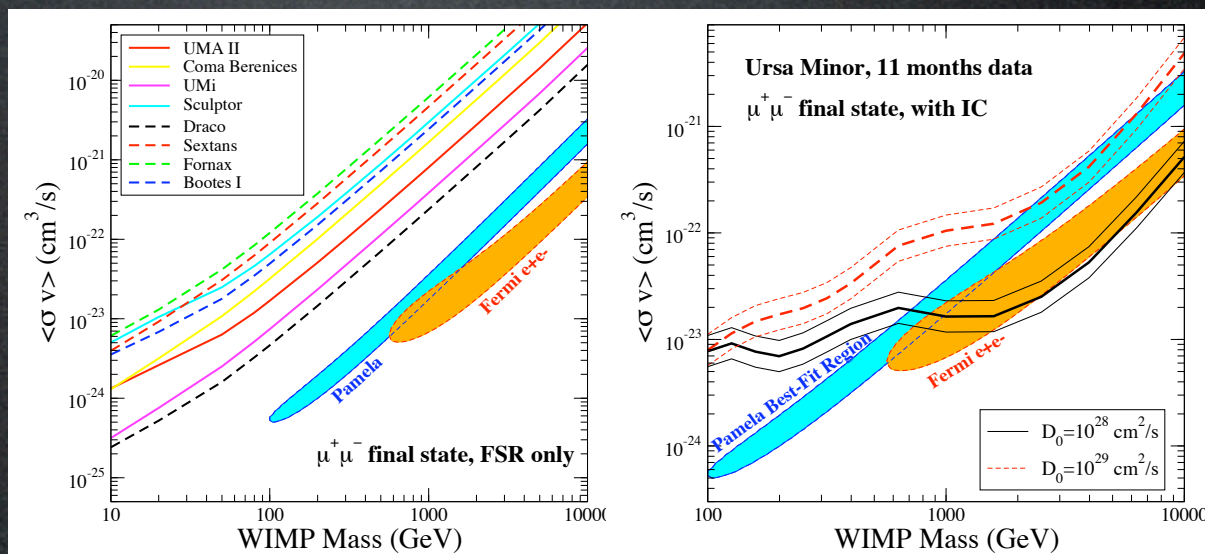 UMA II
Coma Berenices
UMi
Sculptor
Draco
Sextans
Fornax
Bootes I
10^-20
10^-21
10^-22
10^-23
10^-24
10^-25
<σ v> (cm^3/s)
Fermi e+e-
Pamela
μ^+μ^- final state, FSR only
10 100 1000 10000
WIMP Mass (GeV)
Ursa Minor, 11 months data
μ^+μ^- final state, with IC
10^-21
10^-22
10^-23
10^-24
<σ v> (cm^3/s)
Pamela Best-Fit Region
Fermi e+e-
D_0=10^28 cm^2/s
D_0=10^29 cm^2/s
100 1000 10000
WIMP Mass (GeV)